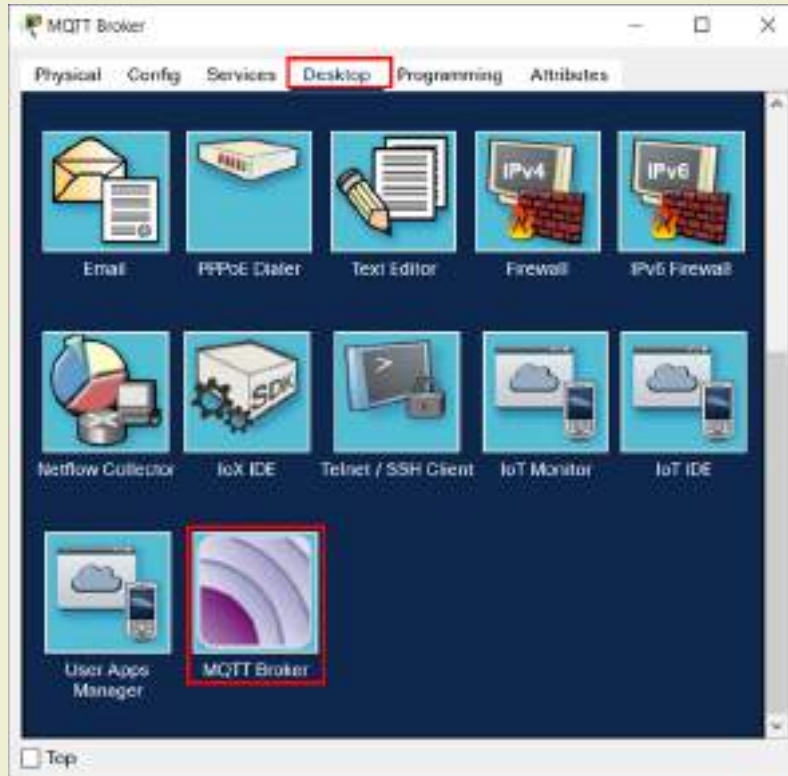 MQTT Broker
Physical Config Services Desktop Programming Attributes
IPv4 IPv6
Email PPPoE Dialer Text Editor Firewall IPv6 Firewall
SDK
>
Netflow Collector IoX IDE Telnet / SSH Client IoT Monitor IoT IDE
User Apps
Manager
MQTT Broker
Top